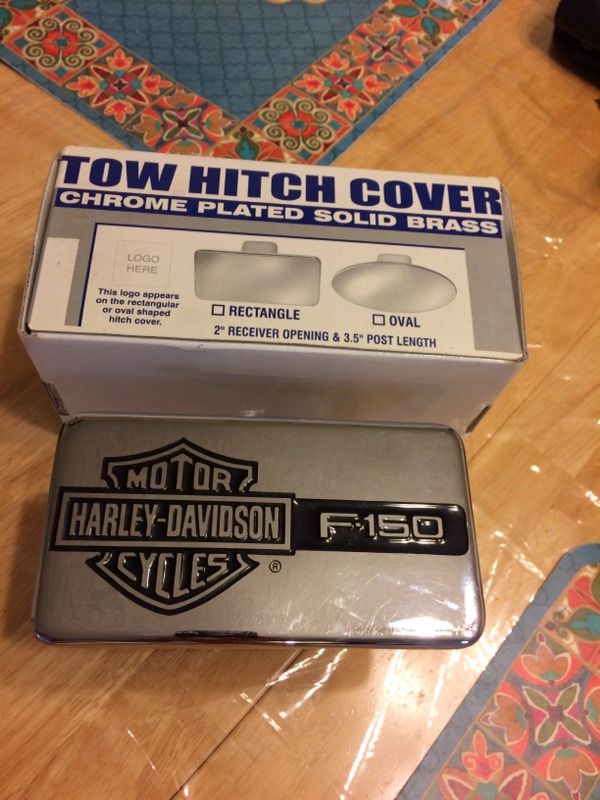 TOW HITCH COVER
CHROME PLATED SOLID BRASS
LOGO
HERE
This logo appears
on the rectangular
or oval shaped
hitch cover.
RECTANGLE
OVAL
2" RECEIVER OPENING & 3.5" POST LENGTH
MOTOR
HARLEY-DAVIDSON F-150
CYCLES ®